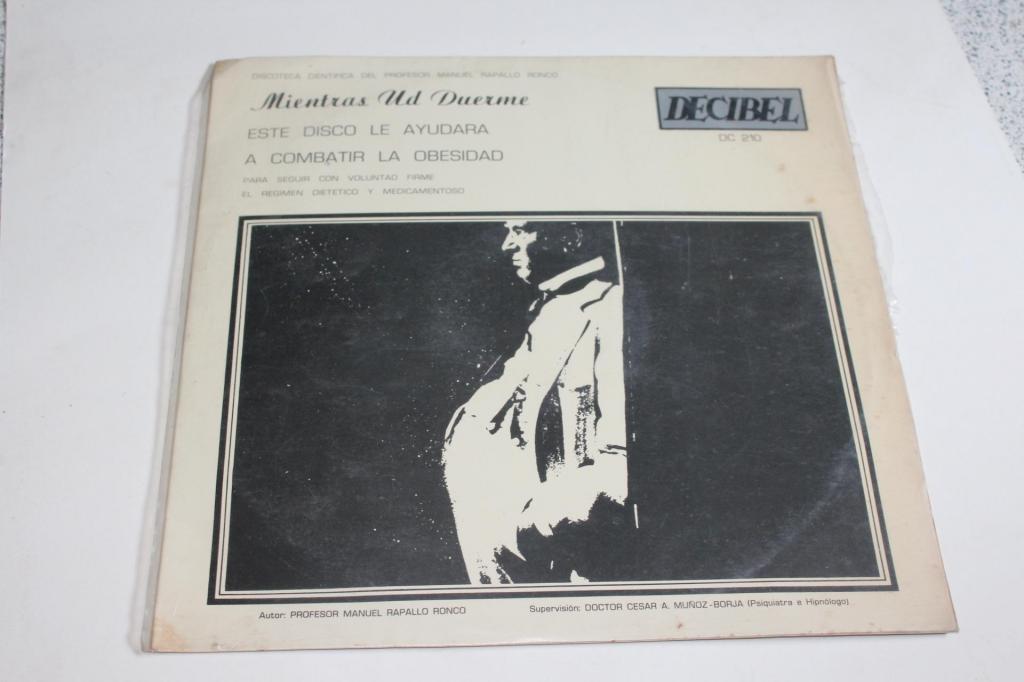 DISCOTECA CIENTIFICA DEL PROFESOR MANUEL RAPALLO RONCO
Mientras Ud Duerme
ESTE DISCO LE AYUDARA
A COMBATIR LA OBESIDAD
PARA SEGUIR CON VOLUNTAD FIRME
EL REGIMEN DIETETICO Y MEDICAMENTOSO
DECIBEL
DC 210
Autor: PROFESOR MANUEL RAPALLO RONCO
Supervisión: DOCTOR CESAR A. MUÑOZ-BORJA (Psiquiatra e Hipnólogo)